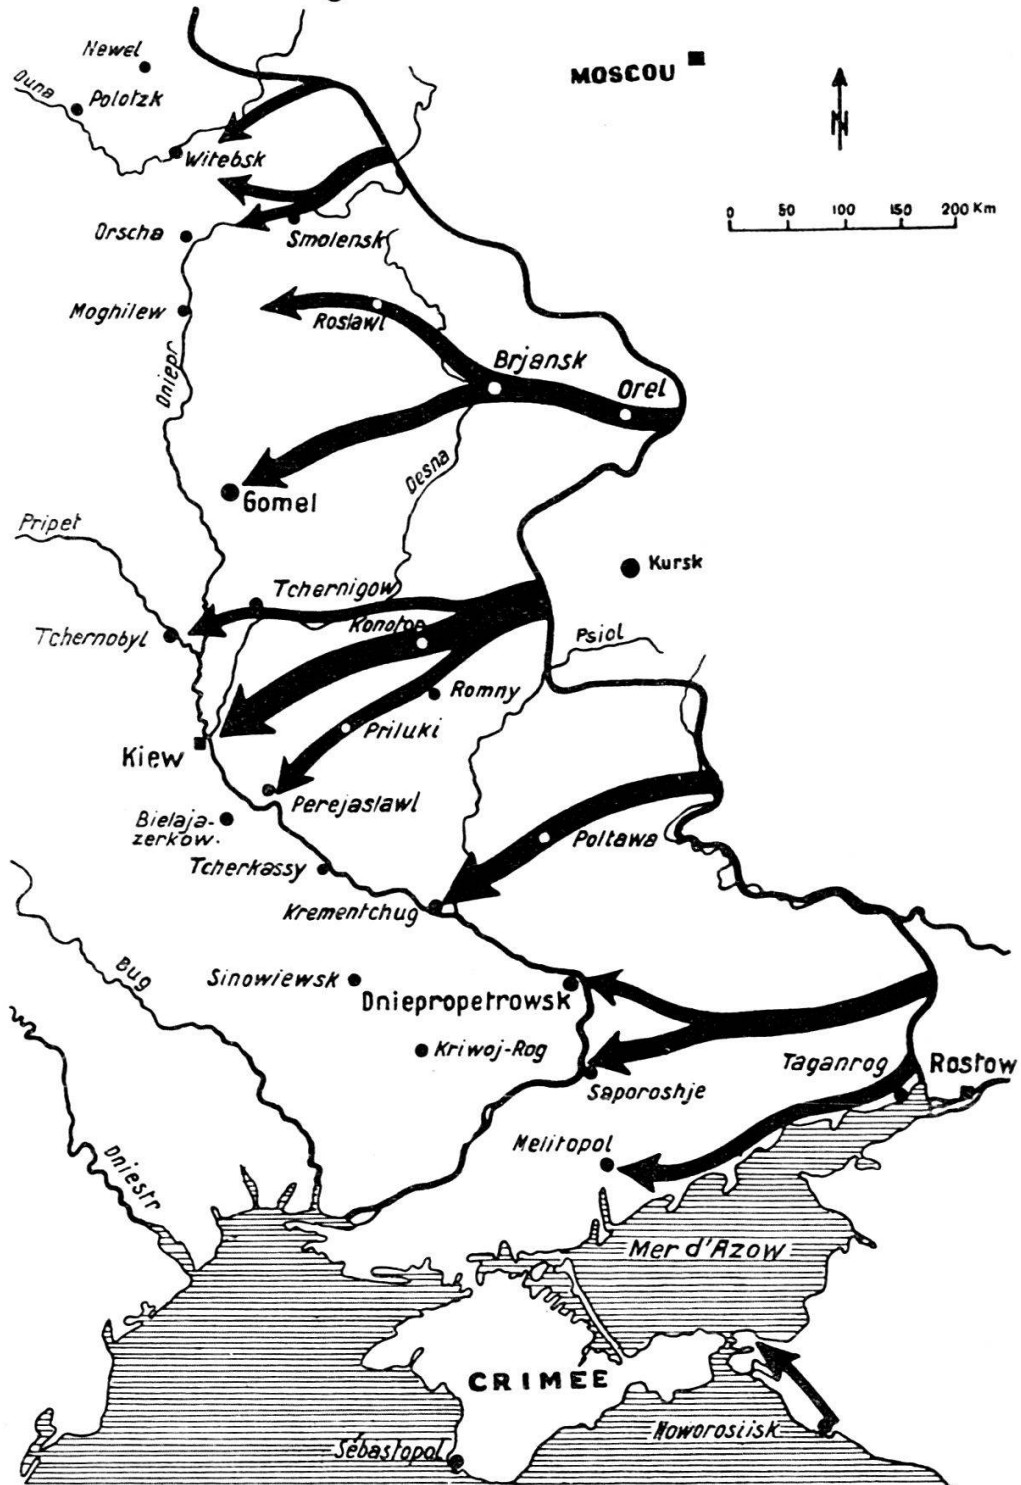 Newel
MOSCOU
Duna
Polotzk
N
Witebsk
0 50 100 150 200 Km
Orscha
Smolensk
Moghilew
Roslawl
Dniepr
Brjansk
Orel
Desna
Gomel
Pripet
Kursk
Tchernigow
Konotop
Tchernobyl
Psiol
Romny
Priluki
Kiew
Perejaslawl
Bielaja-
zerkow.
Poltawa
Tcherkassy
Krementchug
Bug
Sinowiewsk
Dniepropetrowsk
Kriwoj-Rog
Taganrog
Rostow
Saporoshje
Melitopol
Dniestr
Mer d'Azow
CRIMÉE
Noworosiisk
Sébastopol